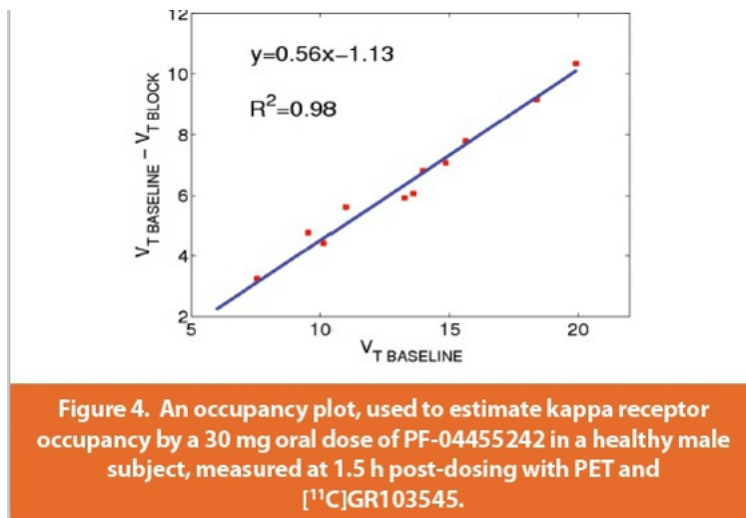 12
y=0.56x−1.13
10
R²=0.98
8
6
4
2
V_T BASELINE − V_T BLOCK
5 10 15 20
V_T BASELINE
Figure 4. An occupancy plot, used to estimate kappa receptor
occupancy by a 30 mg oral dose of PF-04455242 in a healthy male
subject, measured at 1.5 h post-dosing with PET and
[¹¹C]GR103545.